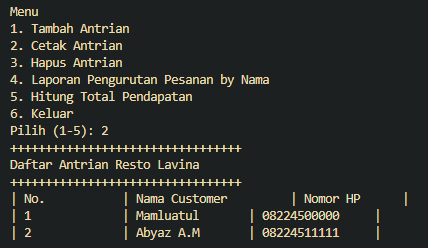 Menu
1. Tambah Antrian
2. Cetak Antrian
3. Hapus Antrian
4. Laporan Pengurutan Pesanan by Nama
5. Hitung Total Pendapatan
6. Keluar
Pilih (1-5): 2
+++++++++++++++++++++++++++++++++
Daftar Antrian Resto Lavina
+++++++++++++++++++++++++++++++++
| No. | Nama Customer | Nomor HP |
| 1 | Mamluatul | 08224500000 |
| 2 | Abyaz A.M | 08224511111 |